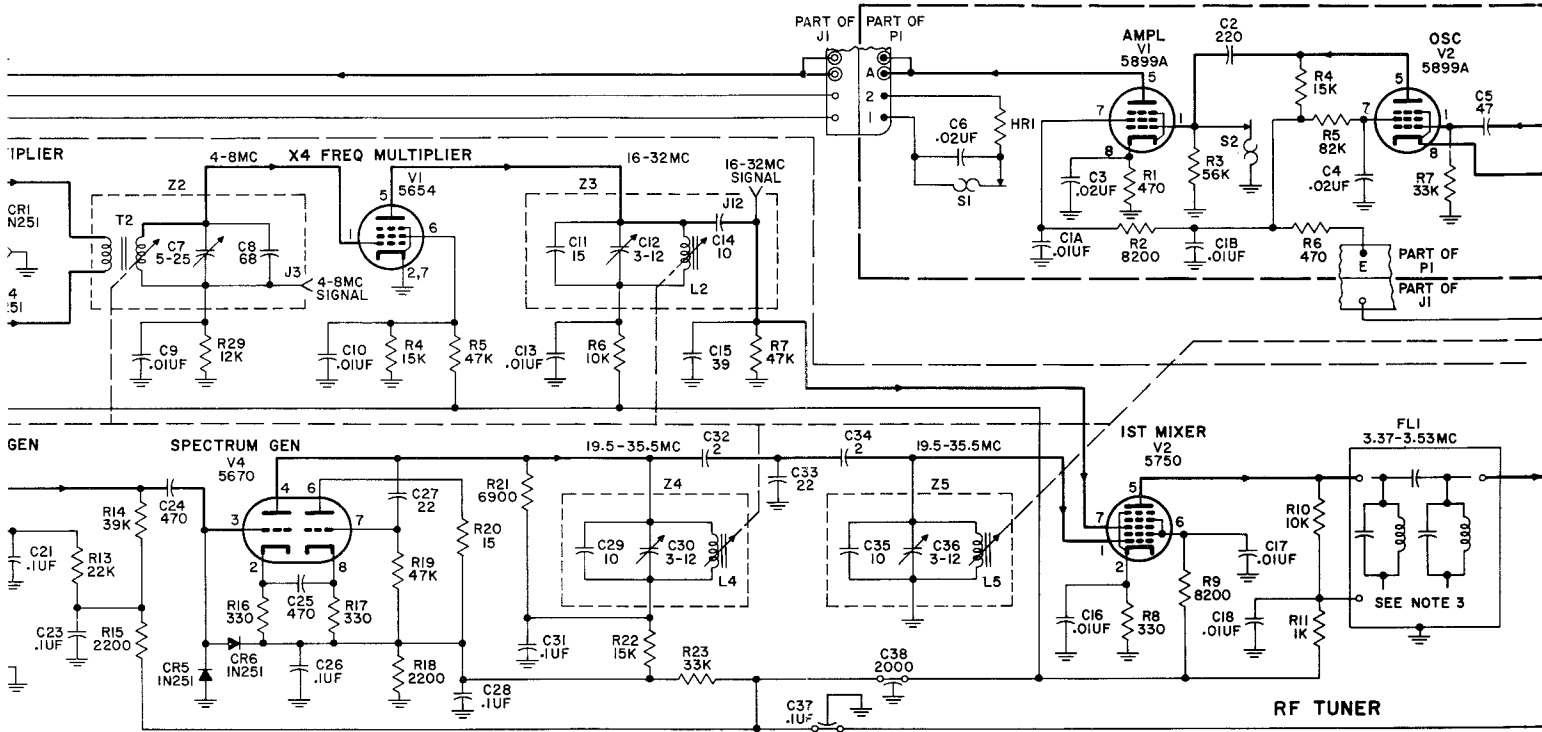 PART OF
J1
PART OF
P1
A
2
1
C6
.02UF
HR1
S1
AMPL
V1
5899A
5
7
1
8
C3
.02UF
R1
470
R3
56K
S2
C2
220
R4
15K
R5
82K
C4
.02UF
OSC
V2
5899A
5
7
1
8
C5
47
R7
33K
C1A
.01UF
R2
8200
C1B
.01UF
R6
470
E
PART OF
P1
PART OF
J1
TIPLIER
CR1
1N251
4
251
Z2
T2
4-8MC
C7
5-25
C8
68
J3
4-8MC
SIGNAL
C9
.01UF
R29
12K
X4 FREQ MULTIPLIER
V1
5654
5
1
6
2,7
C10
.01UF
R4
15K
R5
47K
16-32MC
Z3
C11
15
C12
3-12
L2
C14
10
J12
16-32MC
SIGNAL
C13
.01UF
R6
10K
C15
39
R7
47K
GEN
C21
.1UF
R13
22K
C23
.1UF
R14
39K
R15
2200
C24
470
SPECTRUM GEN
V4
5670
4
6
3
7
2
8
C25
470
R16
330
R17
330
CR5
1N251
CR6
1N251
C26
.1UF
C27
22
R19
47K
R18
2200
R20
15
C28
.1UF
R21
6900
C31
.1UF
19.5-35.5MC
Z4
C29
10
C30
3-12
L4
R22
15K
R23
33K
C32
2
C33
22
C34
2
19.5-35.5MC
Z5
C35
10
C36
3-12
L5
C37
.1UF
C38
2000
1ST MIXER
V2
5750
5
7
6
1
2
C16
.01UF
R8
330
R9
8200
C17
.01UF
C18
.01UF
R10
10K
R11
1K
FL1
3.37-3.53MC
SEE NOTE 3
RF TUNER